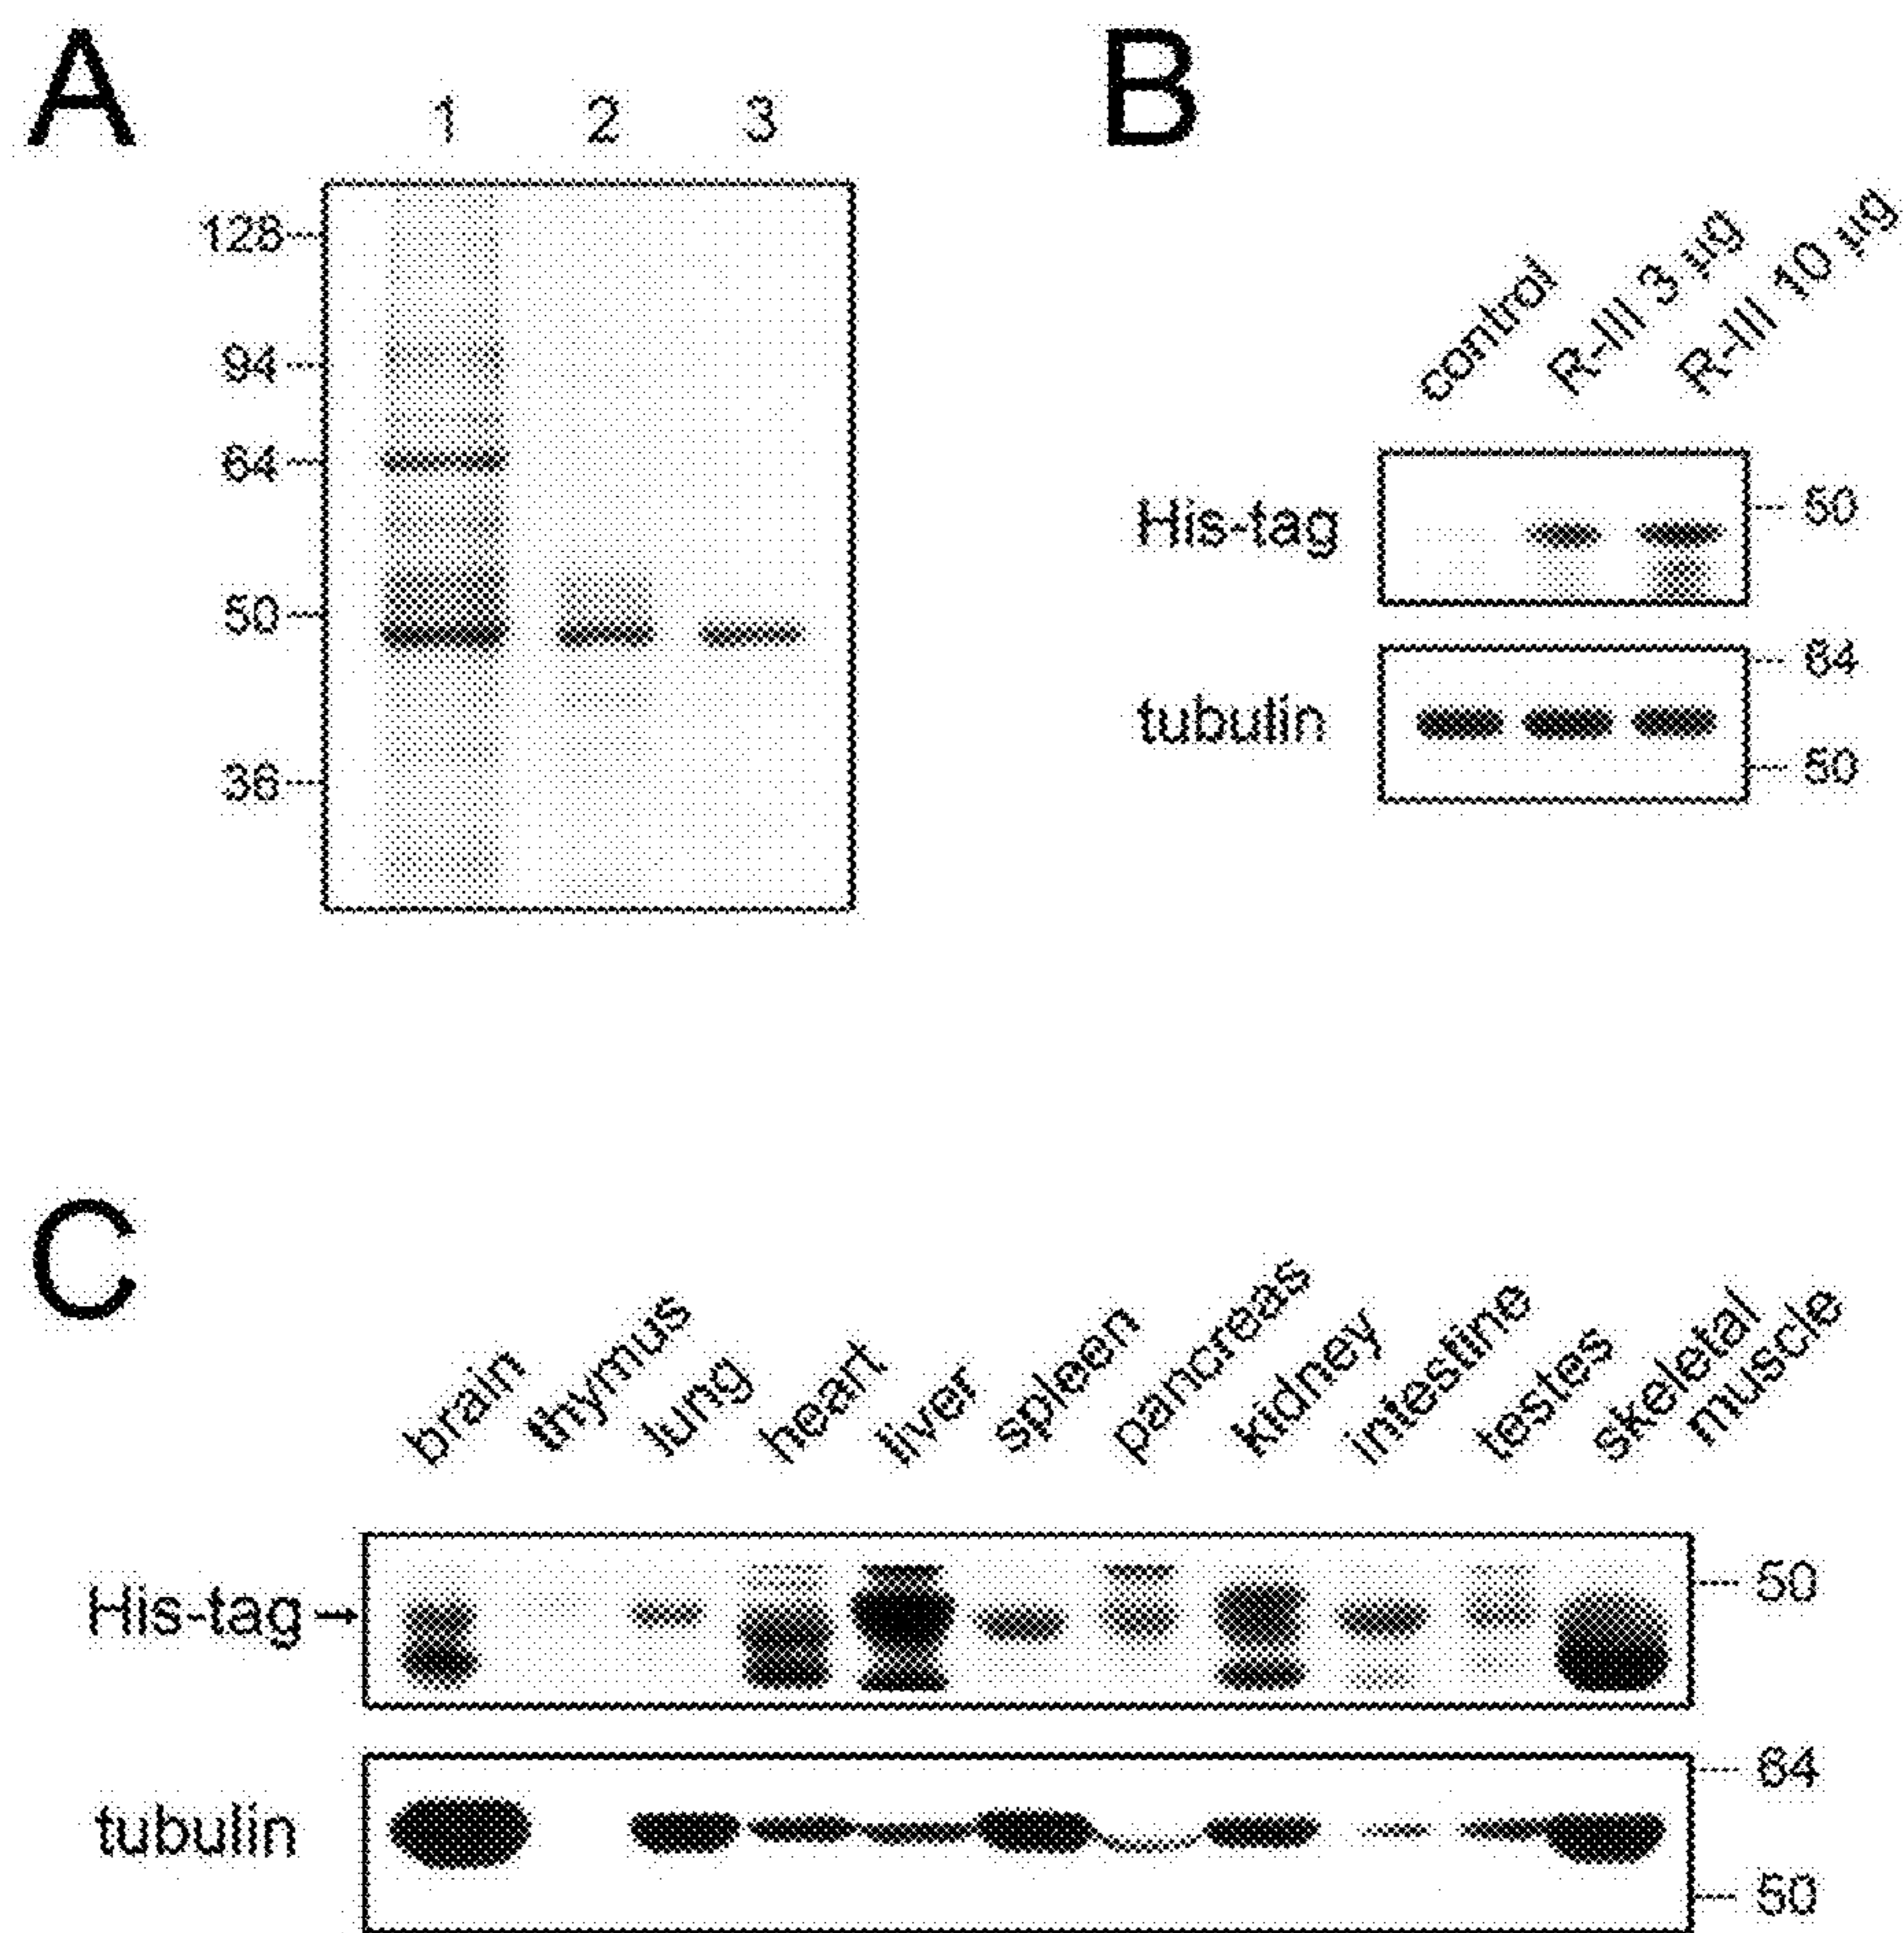 A
1 2 3
128
94
64
50
36
B
control
R-III 3 µg
R-III 10 µg
His-tag
50
tubulin
64
50
C
brain
thymus
lung
heart
liver
spleen
pancreas
kidney
intestine
testes
skeletal
muscle
His-tag
50
tubulin
64
50